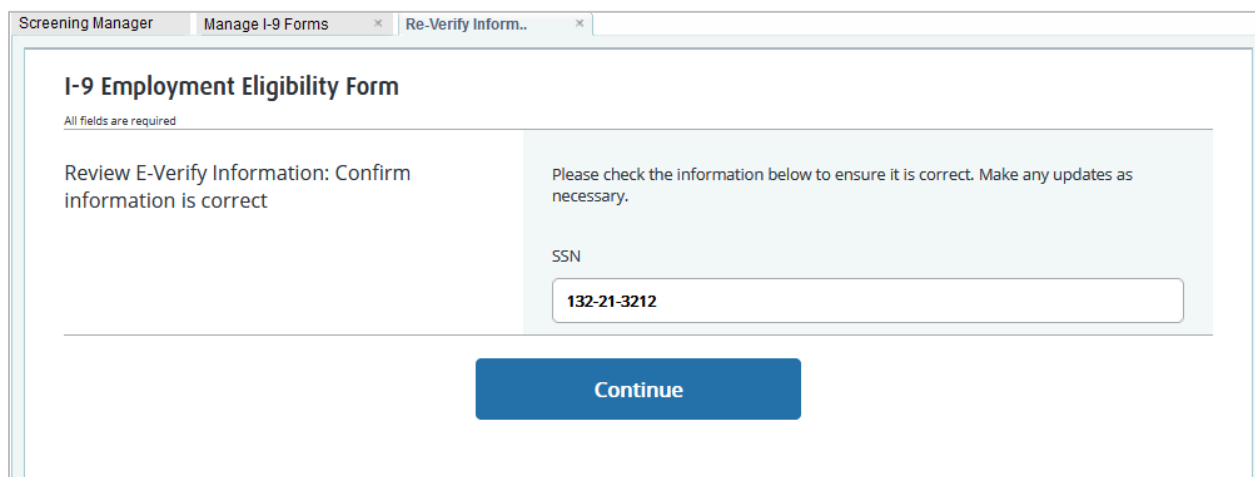 Screening Manager
Manage I-9 Forms ×
Re-Verify Inform.. ×
I-9 Employment Eligibility Form
All fields are required
Review E-Verify Information: Confirm
information is correct
Please check the information below to ensure it is correct. Make any updates as
necessary.
SSN
132-21-3212
Continue